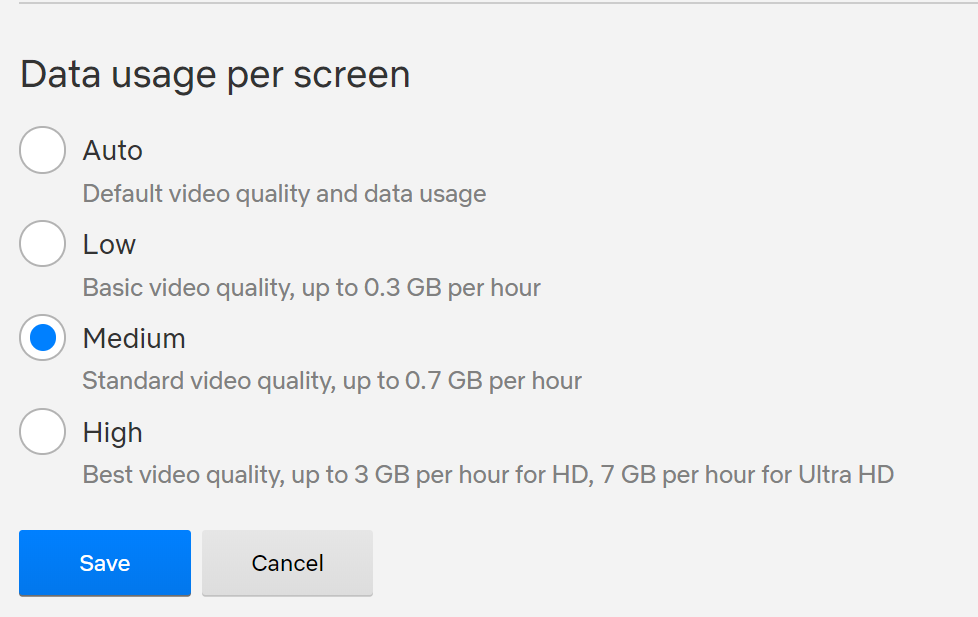 Data usage per screen
Auto
Default video quality and data usage
Low
Basic video quality, up to 0.3 GB per hour
Medium
Standard video quality, up to 0.7 GB per hour
High
Best video quality, up to 3 GB per hour for HD, 7 GB per hour for Ultra HD
Save
Cancel